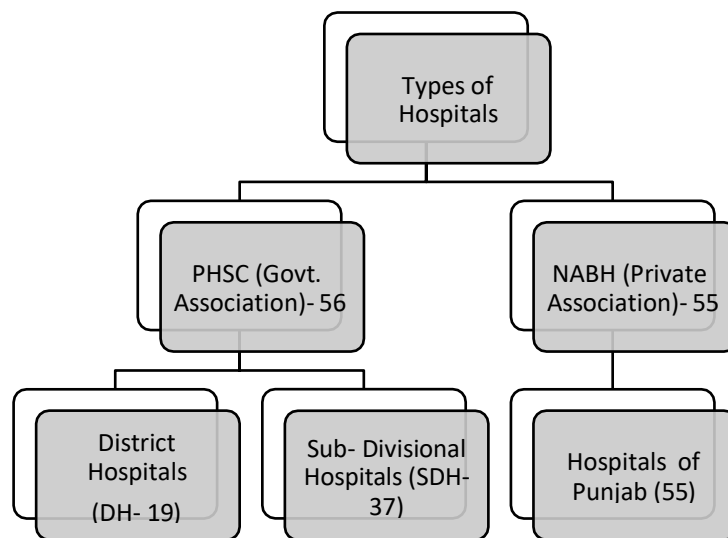 Types of
Hospitals
PHSC (Govt.
Association)- 56
NABH (Private
Association)- 55
District
Hospitals
(DH- 19)
Sub- Divisional
Hospitals (SDH-
37)
Hospitals of
Punjab (55)